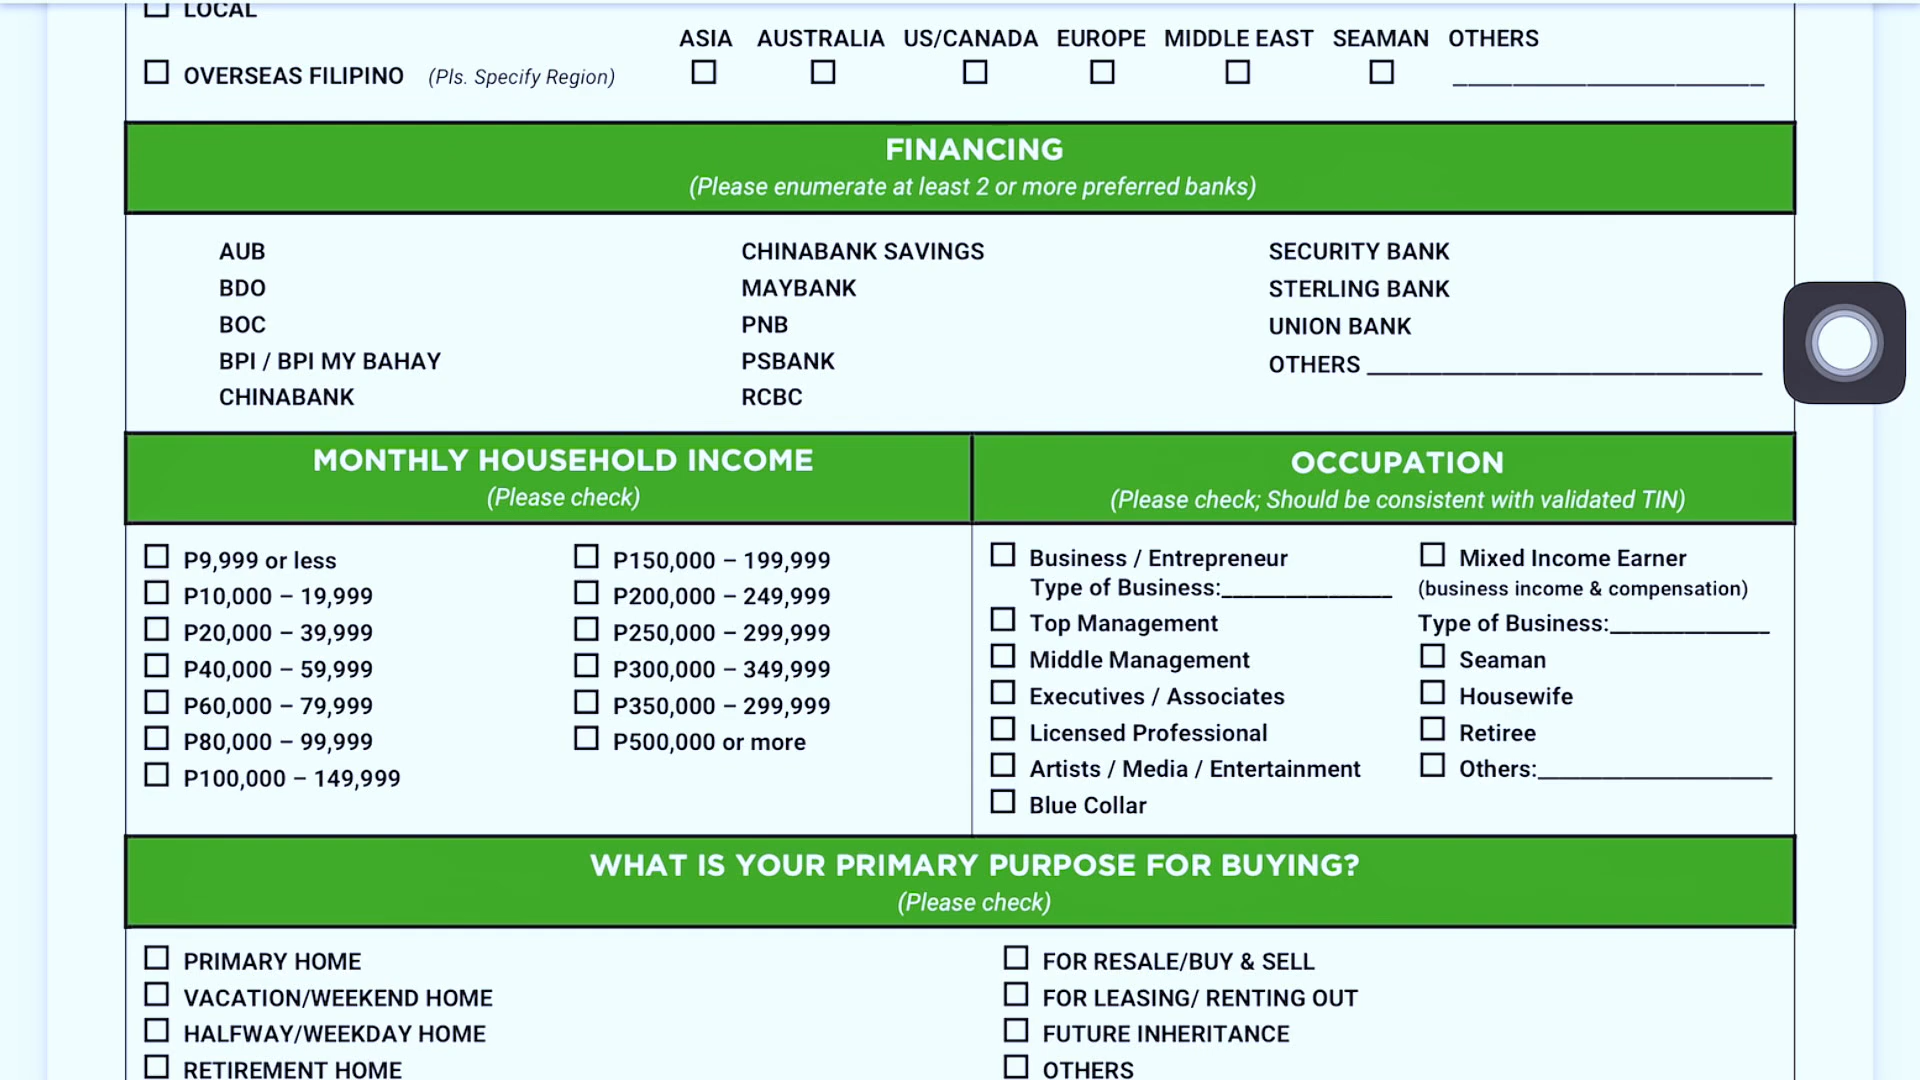 LOCAL
ASIA AUSTRALIA US/CANADA EUROPE MIDDLE EAST SEAMAN OTHERS
OVERSEAS FILIPINO (Pls. Specify Region) ____________________
FINANCING
(Please enumerate at least 2 or more preferred banks)
AUB CHINABANK SAVINGS SECURITY BANK
BDO MAYBANK STERLING BANK
BOC PNB UNION BANK
BPI / BPI MY BAHAY PSBANK OTHERS ____________________
CHINABANK RCBC
MONTHLY HOUSEHOLD INCOME
(Please check)
P9,999 or less P150,000 – 199,999
P10,000 – 19,999 P200,000 – 249,999
P20,000 – 39,999 P250,000 – 299,999
P40,000 – 59,999 P300,000 – 349,999
P60,000 – 79,999 P350,000 – 299,999
P80,000 – 99,999 P500,000 or more
P100,000 – 149,999
OCCUPATION
(Please check; Should be consistent with validated TIN)
Business / Entrepreneur Mixed Income Earner
Type of Business:______________ (business income & compensation)
Top Management Type of Business:______________
Middle Management Seaman
Executives / Associates Housewife
Licensed Professional Retiree
Artists / Media / Entertainment Others:____________________
Blue Collar
WHAT IS YOUR PRIMARY PURPOSE FOR BUYING?
(Please check)
PRIMARY HOME FOR RESALE/BUY & SELL
VACATION/WEEKEND HOME FOR LEASING/ RENTING OUT
HALFWAY/WEEKDAY HOME FUTURE INHERITANCE
RETIREMENT HOME OTHERS